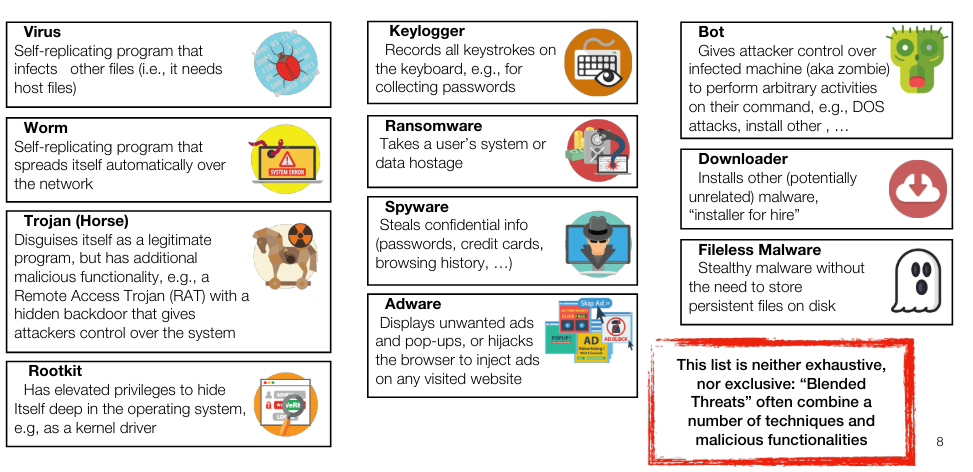 Virus
Self-replicating program that
infects other files (i.e., it needs
host files)
Worm
Self-replicating program that
spreads itself automatically over
the network
SYSTEM ERROR
Trojan (Horse)
Disguises itself as a legitimate
program, but has additional
malicious functionality, e.g., a
Remote Access Trojan (RAT) with a
hidden backdoor that gives
attackers control over the system
Rootkit
Has elevated privileges to hide
Itself deep in the operating system,
e.g, as a kernel driver
Keylogger
Records all keystrokes on
the keyboard, e.g., for
collecting passwords
Ransomware
Takes a user's system or
data hostage
Spyware
Steals confidential info
(passwords, credit cards,
browsing history, …)
Adware
Displays unwanted ads
and pop-ups, or hijacks
the browser to inject ads
on any visited website
Skip Ad >
CLICK FREE
POPUP!
AD
Advertising!
AD BLOCK
Bot
Gives attacker control over
infected machine (aka zombie)
to perform arbitrary activities
on their command, e.g., DOS
attacks, install other , …
Downloader
Installs other (potentially
unrelated) malware,
“installer for hire”
Fileless Malware
Stealthy malware without
the need to store
persistent files on disk
This list is neither exhaustive,
nor exclusive: “Blended
Threats” often combine a
number of techniques and
malicious functionalities
8